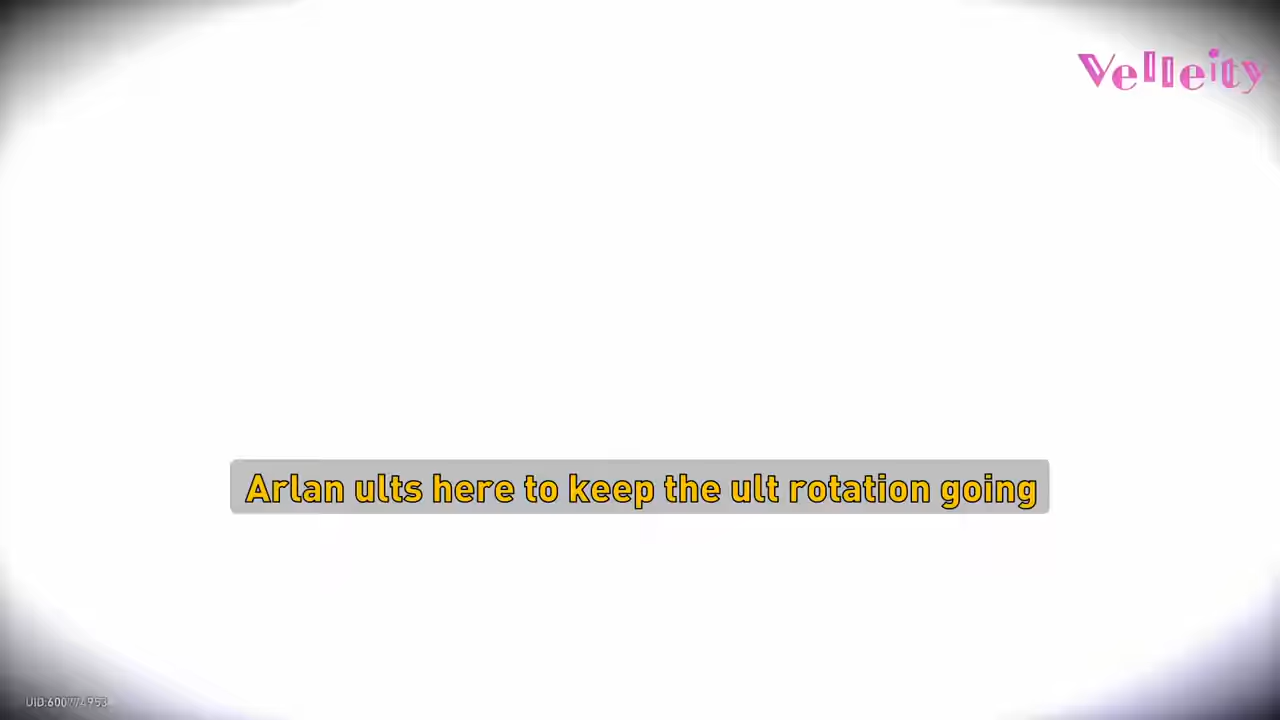 Velleity
Arlan ults here to keep the ult rotation going